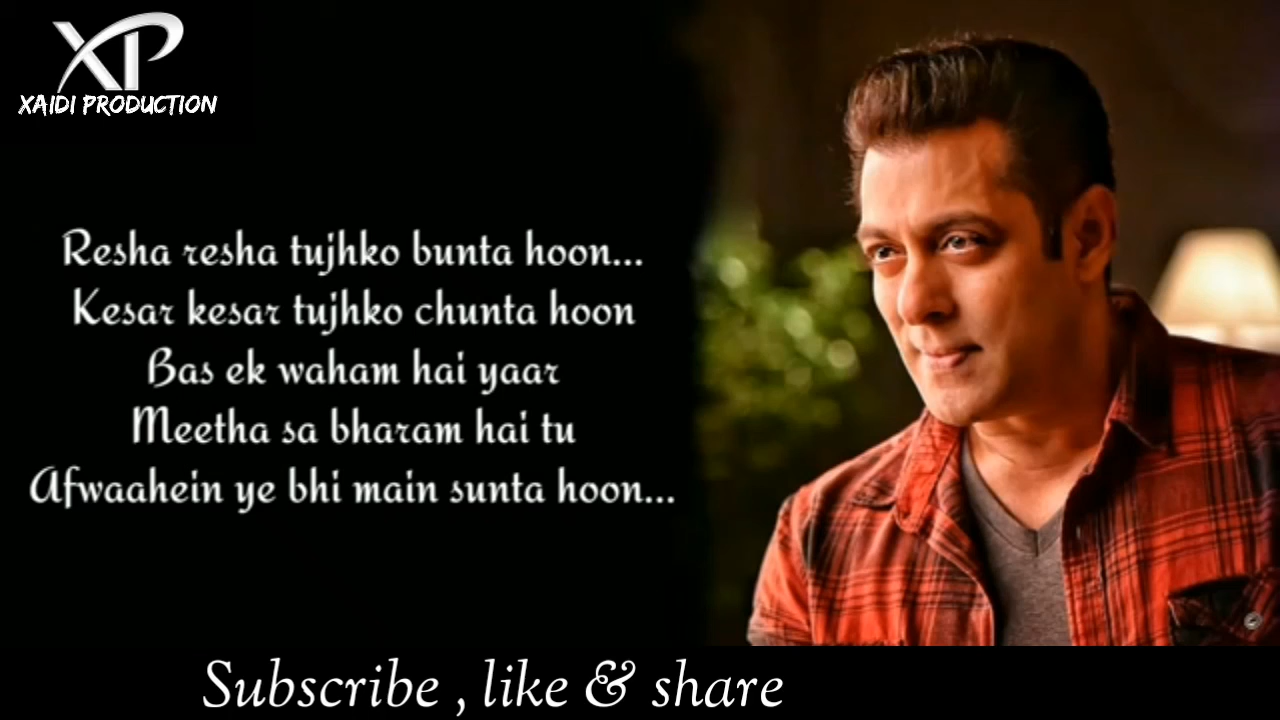 XP
XAIDI PRODUCTION
Resha resha tujhko bunta hoon...
Kesar kesar tujhko chunta hoon
Bas ek waham hai yaar
Meetha sa bharam hai tu
Afwaahein ye bhi main sunta hoon...
Subscribe , like & share